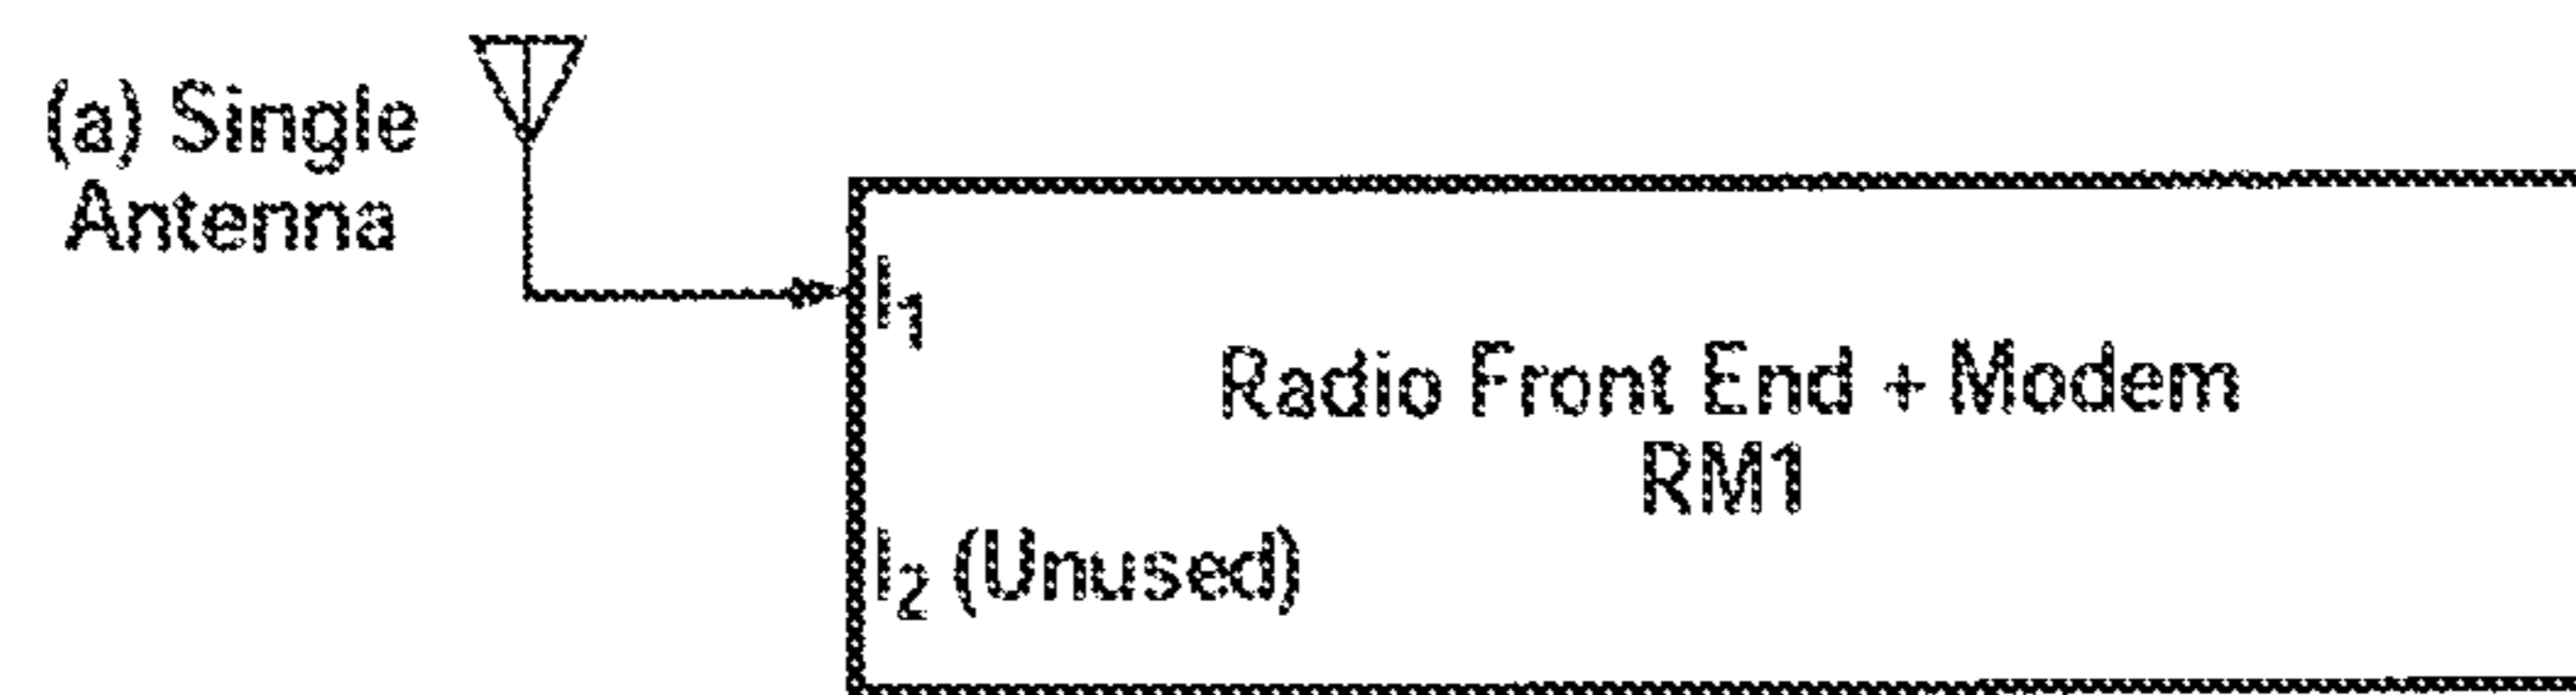 (a) Single
Antenna
I1
Radio Front End + Modem
RM1
I2 (Unused)